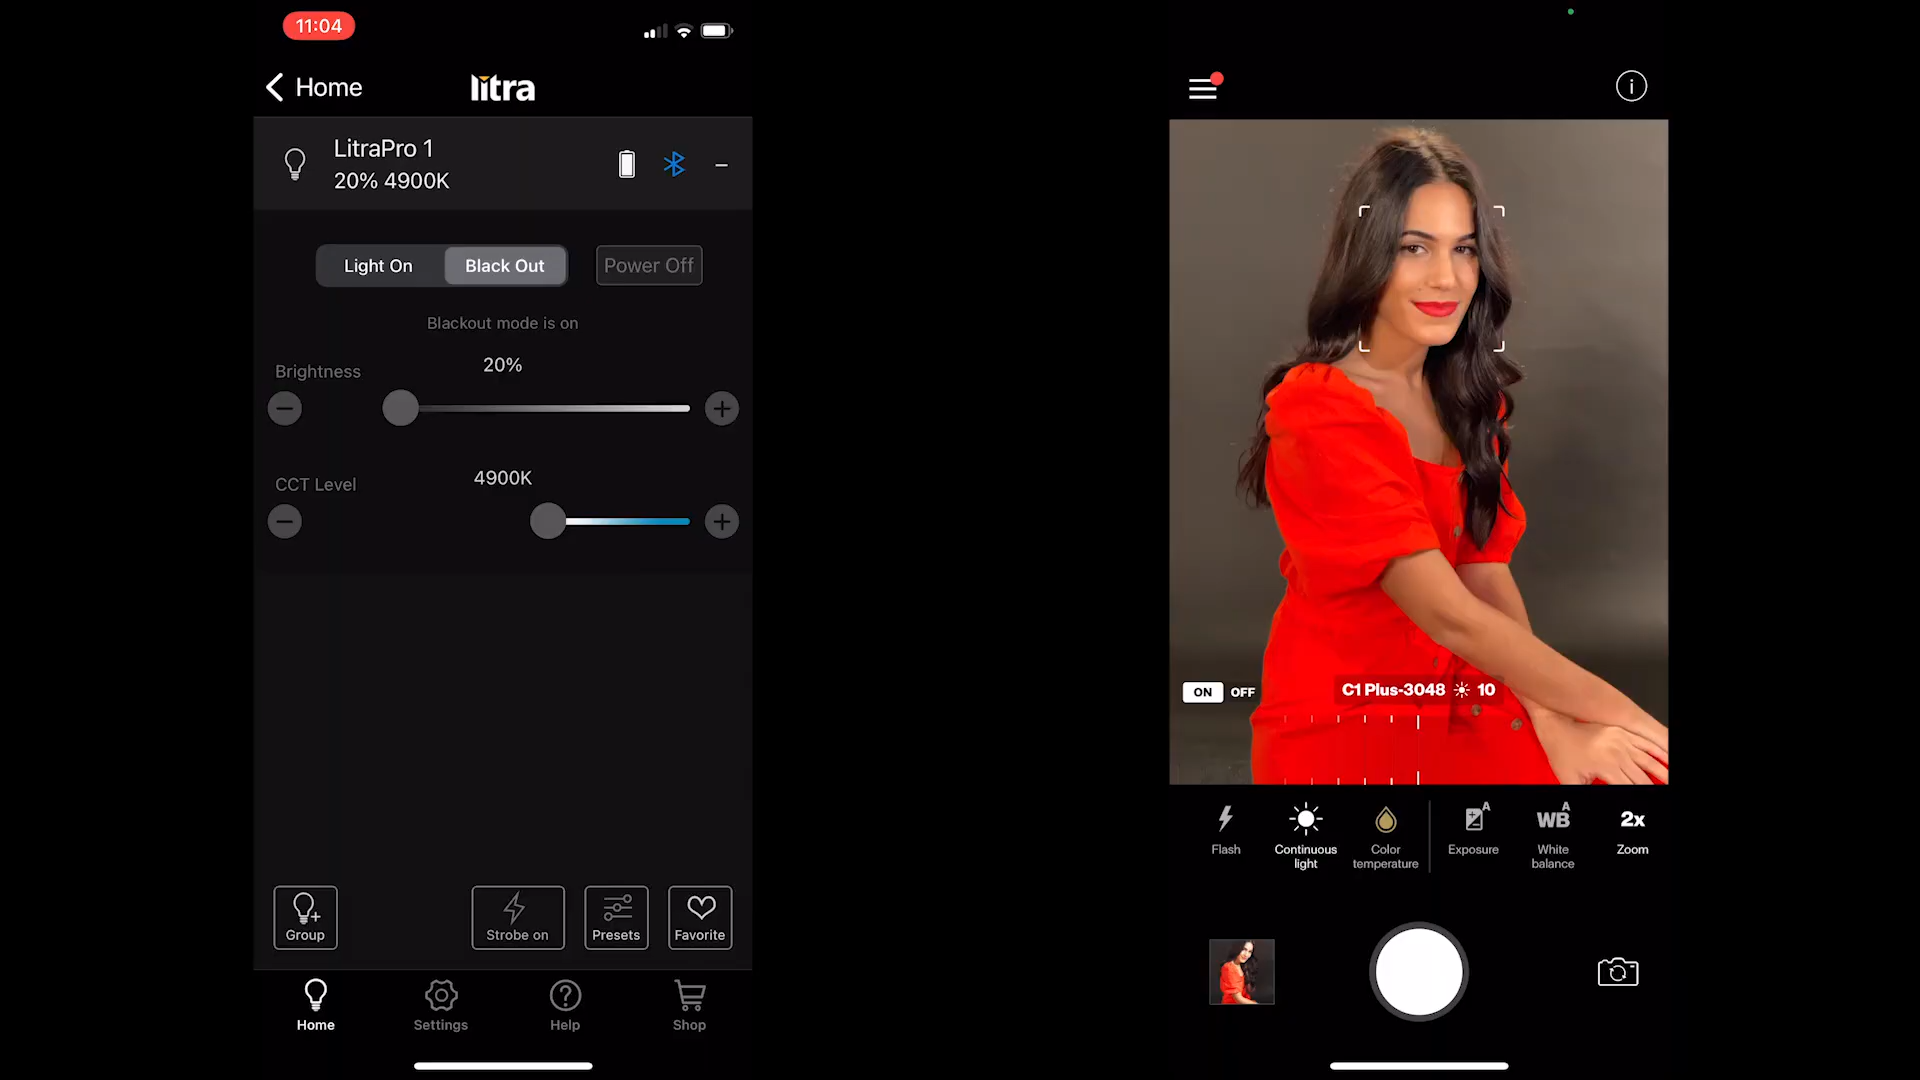 11:04
Home
litra
LitraPro 1
20% 4900K
Light On
Black Out
Power Off
Blackout mode is on
Brightness
20%
CCT Level
4900K
Group
Strobe on
Presets
Favorite
Home
Settings
Help
Shop
i
ON OFF
C1 Plus-3048 10
Flash
Continuous
light
Color
temperature
A
Exposure
A
WB
White
balance
2x
Zoom